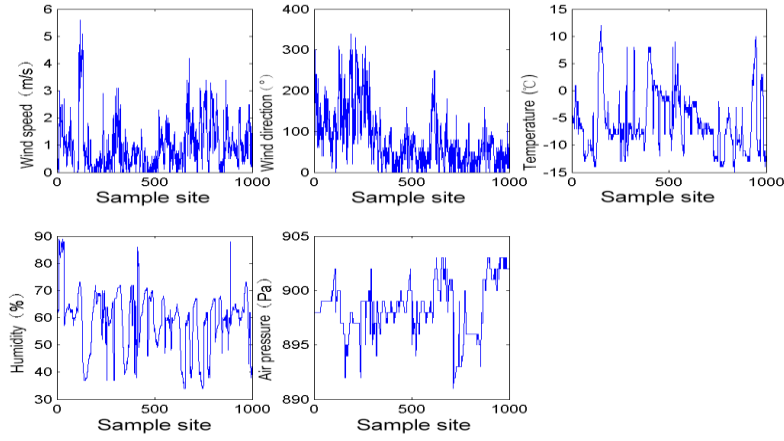 6
5
4
3
2
1
0
0 500 1000
Wind speed（m/s）
Sample site
400
300
200
100
0
0 500 1000
Wind direction（°）
Sample site
15
10
5
0
-5
-10
-15
0 500 1000
Temperature (℃)
Sample site
90
80
70
60
50
40
30
0 500 1000
Humidity（%）
Sample site
905
900
895
890
0 500 1000
Air pressure（Pa）
Sample site